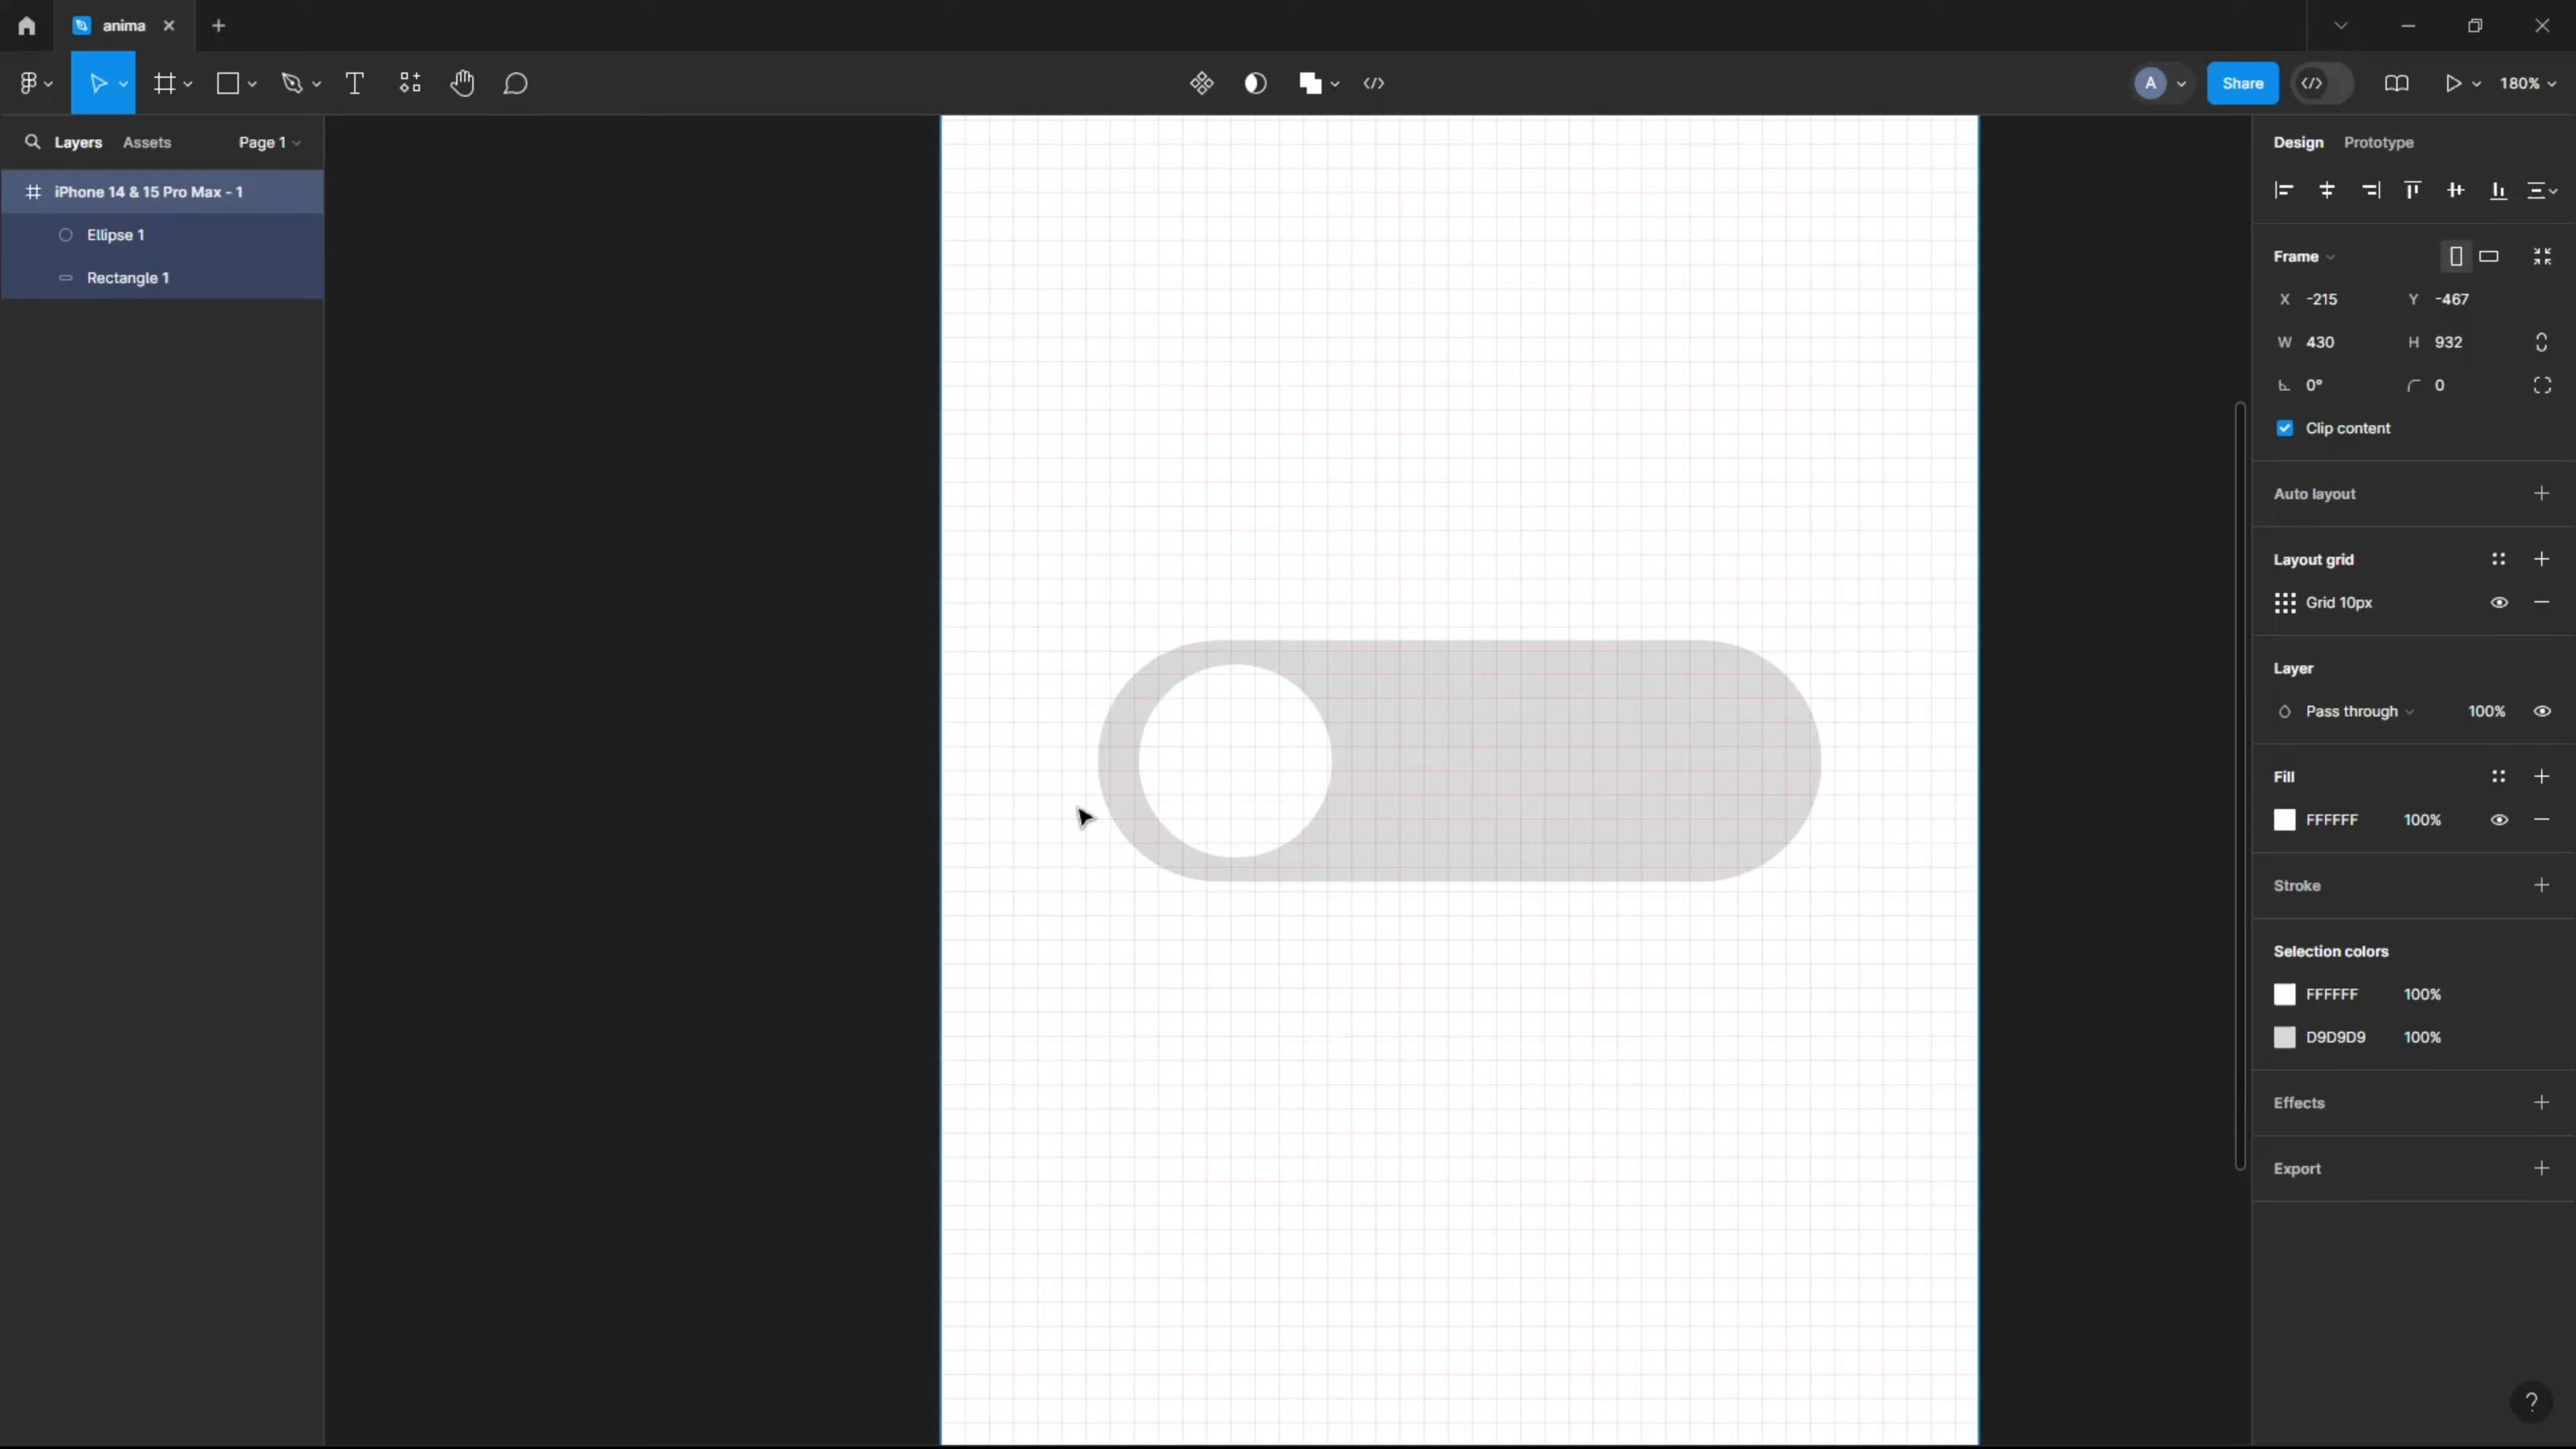 anima
A
Share
180%
Layers
Assets
Page 1
Design
Prototype
iPhone 14 & 15 Pro Max - 1
Ellipse 1
Rectangle 1
Frame
X -215
Y -467
W 430
H 932
0°
0
Clip content
Auto layout
Layout grid
Grid 10px
Layer
Pass through
100%
Fill
FFFFFF
100%
Stroke
Selection colors
FFFFFF
100%
D9D9D9
100%
Effects
Export
?